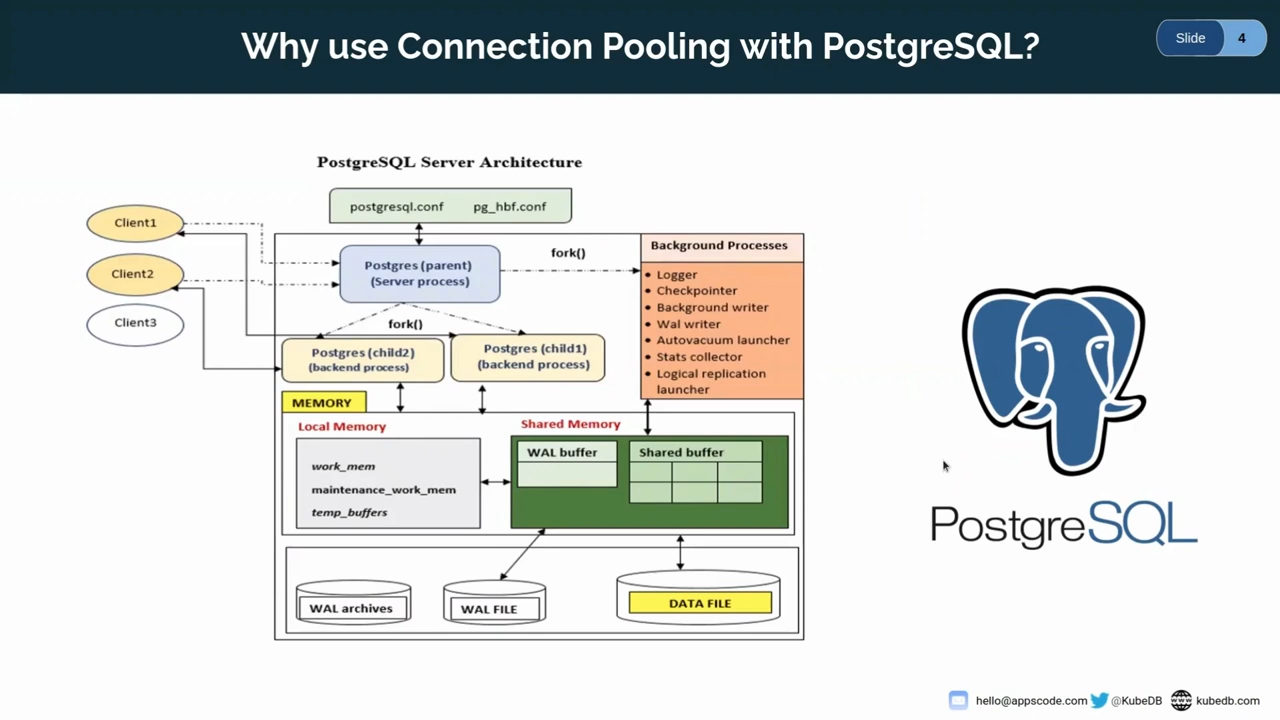 Why use Connection Pooling with PostgreSQL?
Slide 4
PostgreSQL Server Architecture
postgresql.conf pg_hbf.conf
Client1
Client2
Client3
Postgres (parent)
(Server process)
fork()
fork()
Postgres (child2)
(backend process)
Postgres (child1)
(backend process)
Background Processes
Logger
Checkpointer
Background writer
Wal writer
Autovacuum launcher
Stats collector
Logical replication
launcher
MEMORY
Local Memory
work_mem
maintenance_work_mem
temp_buffers
Shared Memory
WAL buffer
Shared buffer
WAL archives
WAL FILE
DATA FILE
PostgreSQL
hello@appscode.com @KubeDB kubedb.com